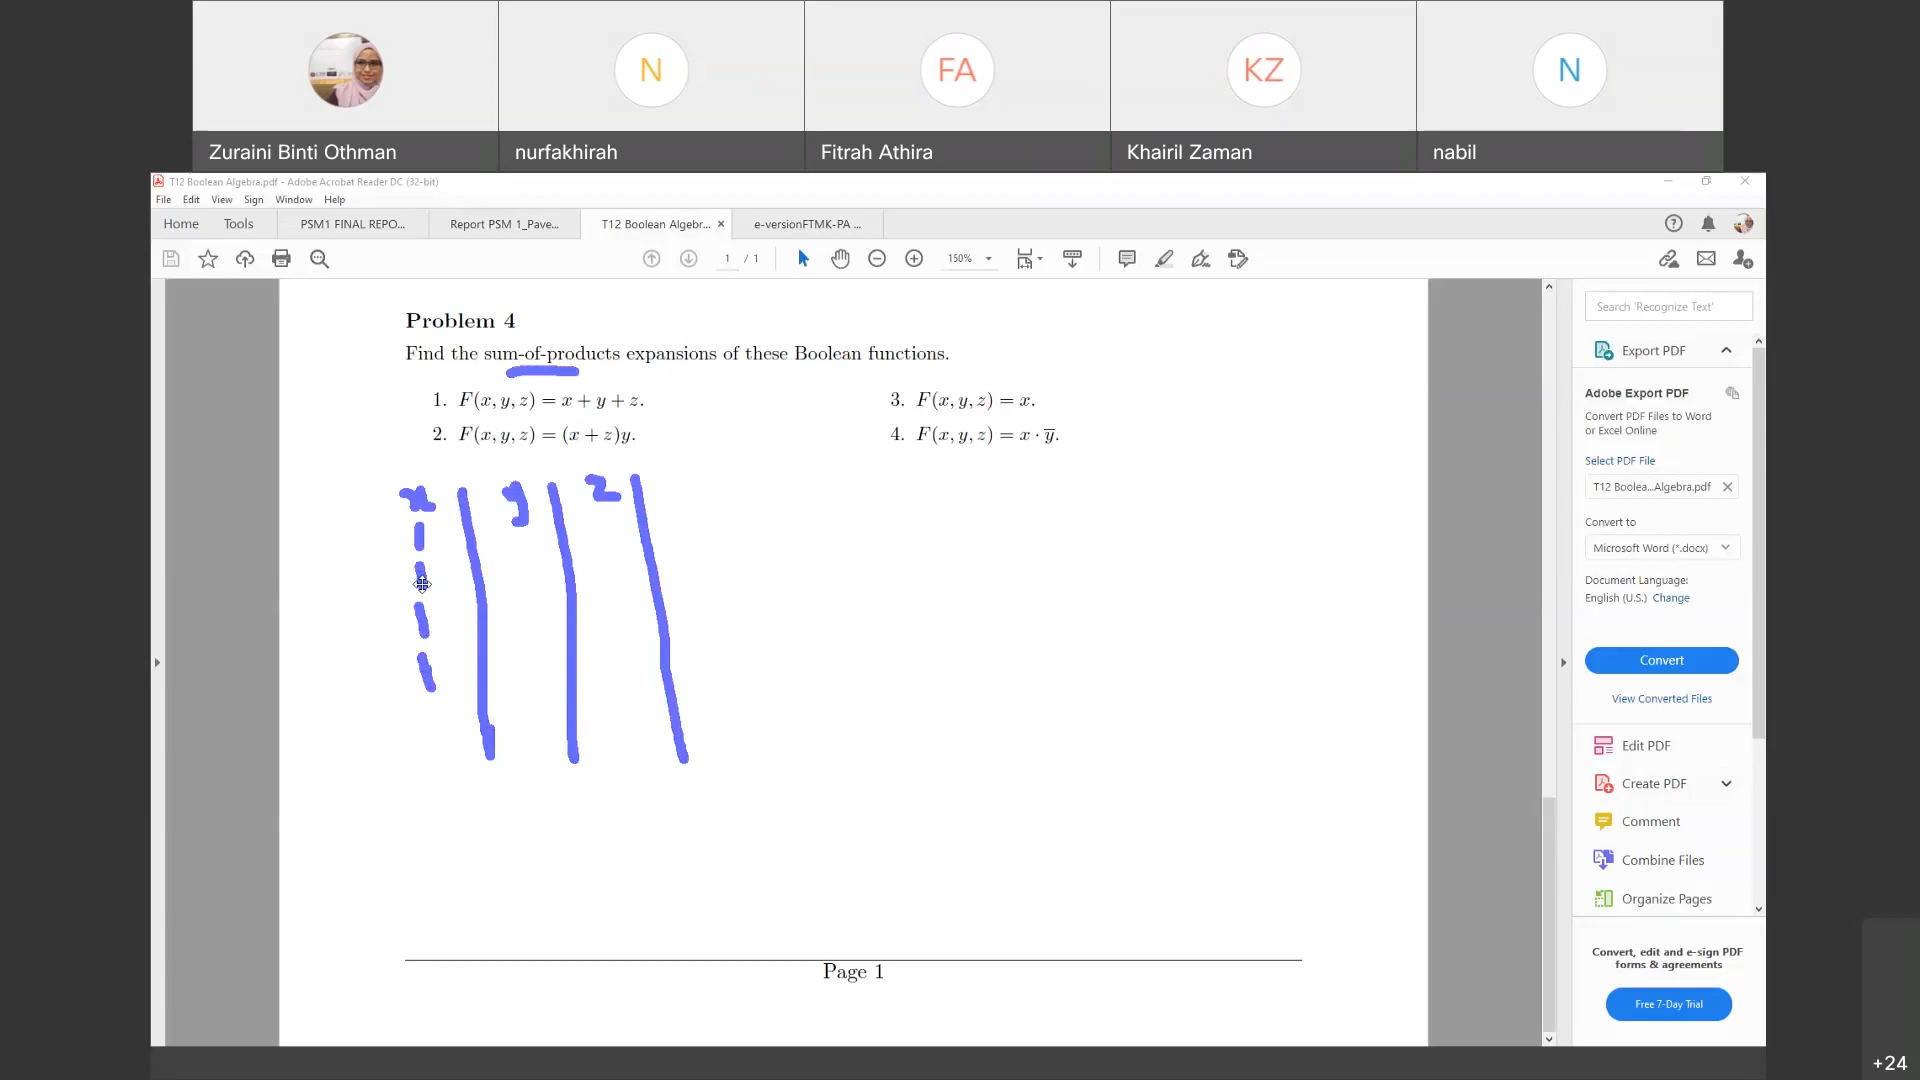 N
FA
KZ
N
Zuraini Binti Othman
nurfakhirah
Fitrah Athira
Khairil Zaman
nabil
T12 Boolean Algebra.pdf - Adobe Acrobat Reader DC (32-bit)
File Edit View Sign Window Help
Home Tools PSM1 FINAL REPO... Report PSM 1_Pave... T12 Boolean Algebr... × e-versionFTMK-PA ...
1 / 1 150%
Problem 4
Find the sum-of-products expansions of these Boolean functions.
1. F(x, y, z) = x + y + z.
2. F(x, y, z) = (x + z)y.
3. F(x, y, z) = x.
4. F(x, y, z) = x · y̅.
x y z
1
1
1
1
Page 1
Search 'Recognize Text'
Export PDF
Adobe Export PDF
Convert PDF Files to Word
or Excel Online
Select PDF File
T12 Boolea...Algebra.pdf
Convert to
Microsoft Word (*.docx)
Document Language:
English (U.S.) Change
Convert
View Converted Files
Edit PDF
Create PDF
Comment
Combine Files
Organize Pages
Convert, edit and e-sign PDF
forms & agreements
Free 7-Day Trial
+24